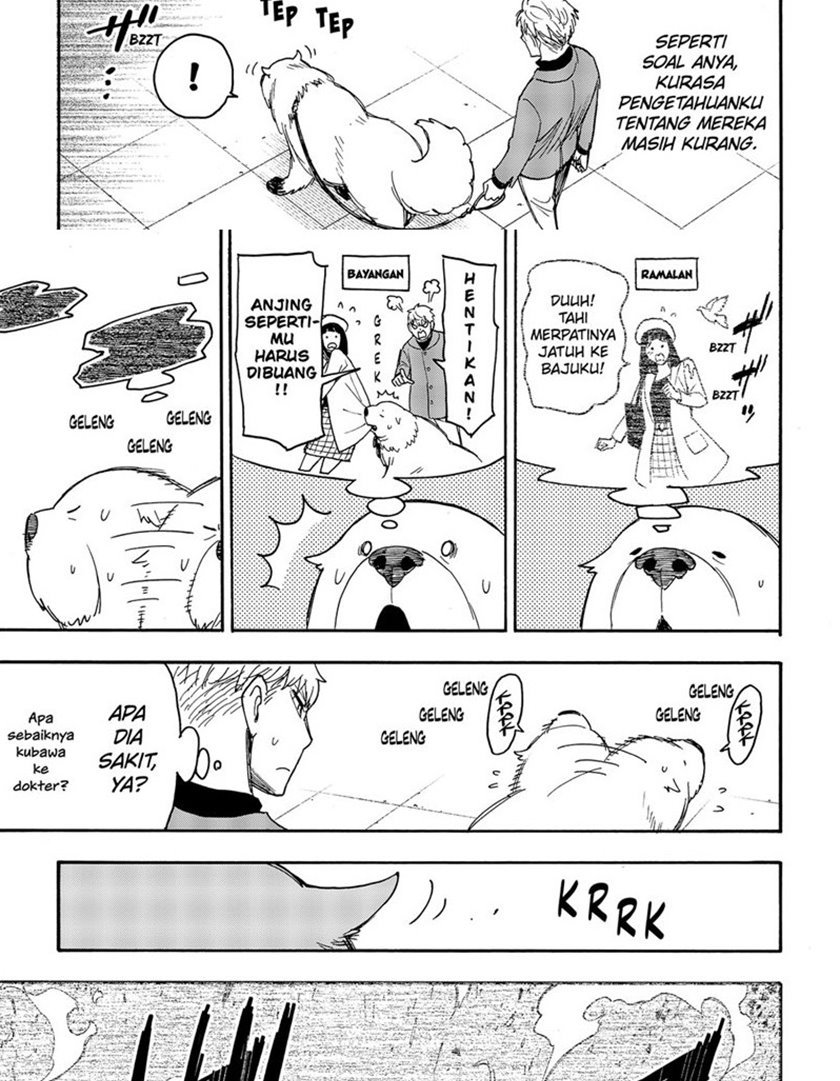 SEPERTI
SOAL ANYA,
KURASA
PENGETAHUANKU
TENTANG MEREKA
MASIH KURANG.
TEP
TEP
!
BZZT
RAMALAN
BZZT
BZZT
DUUH!
TAHI
MERPATINYA
JATUH KE
BAJUKU!
BAYANGAN
HENTIKAN!
GREK
ANJING
SEPERTI-
MU
HARUS
DIBUANG
!!
GELENG
GELENG
GELENG
GELENG
GELENG
GELENG
GELENG
GELENG
APA
DIA
SAKIT,
YA?
Apa
sebaiknya
kubawa
ke
dokter?
KRRK